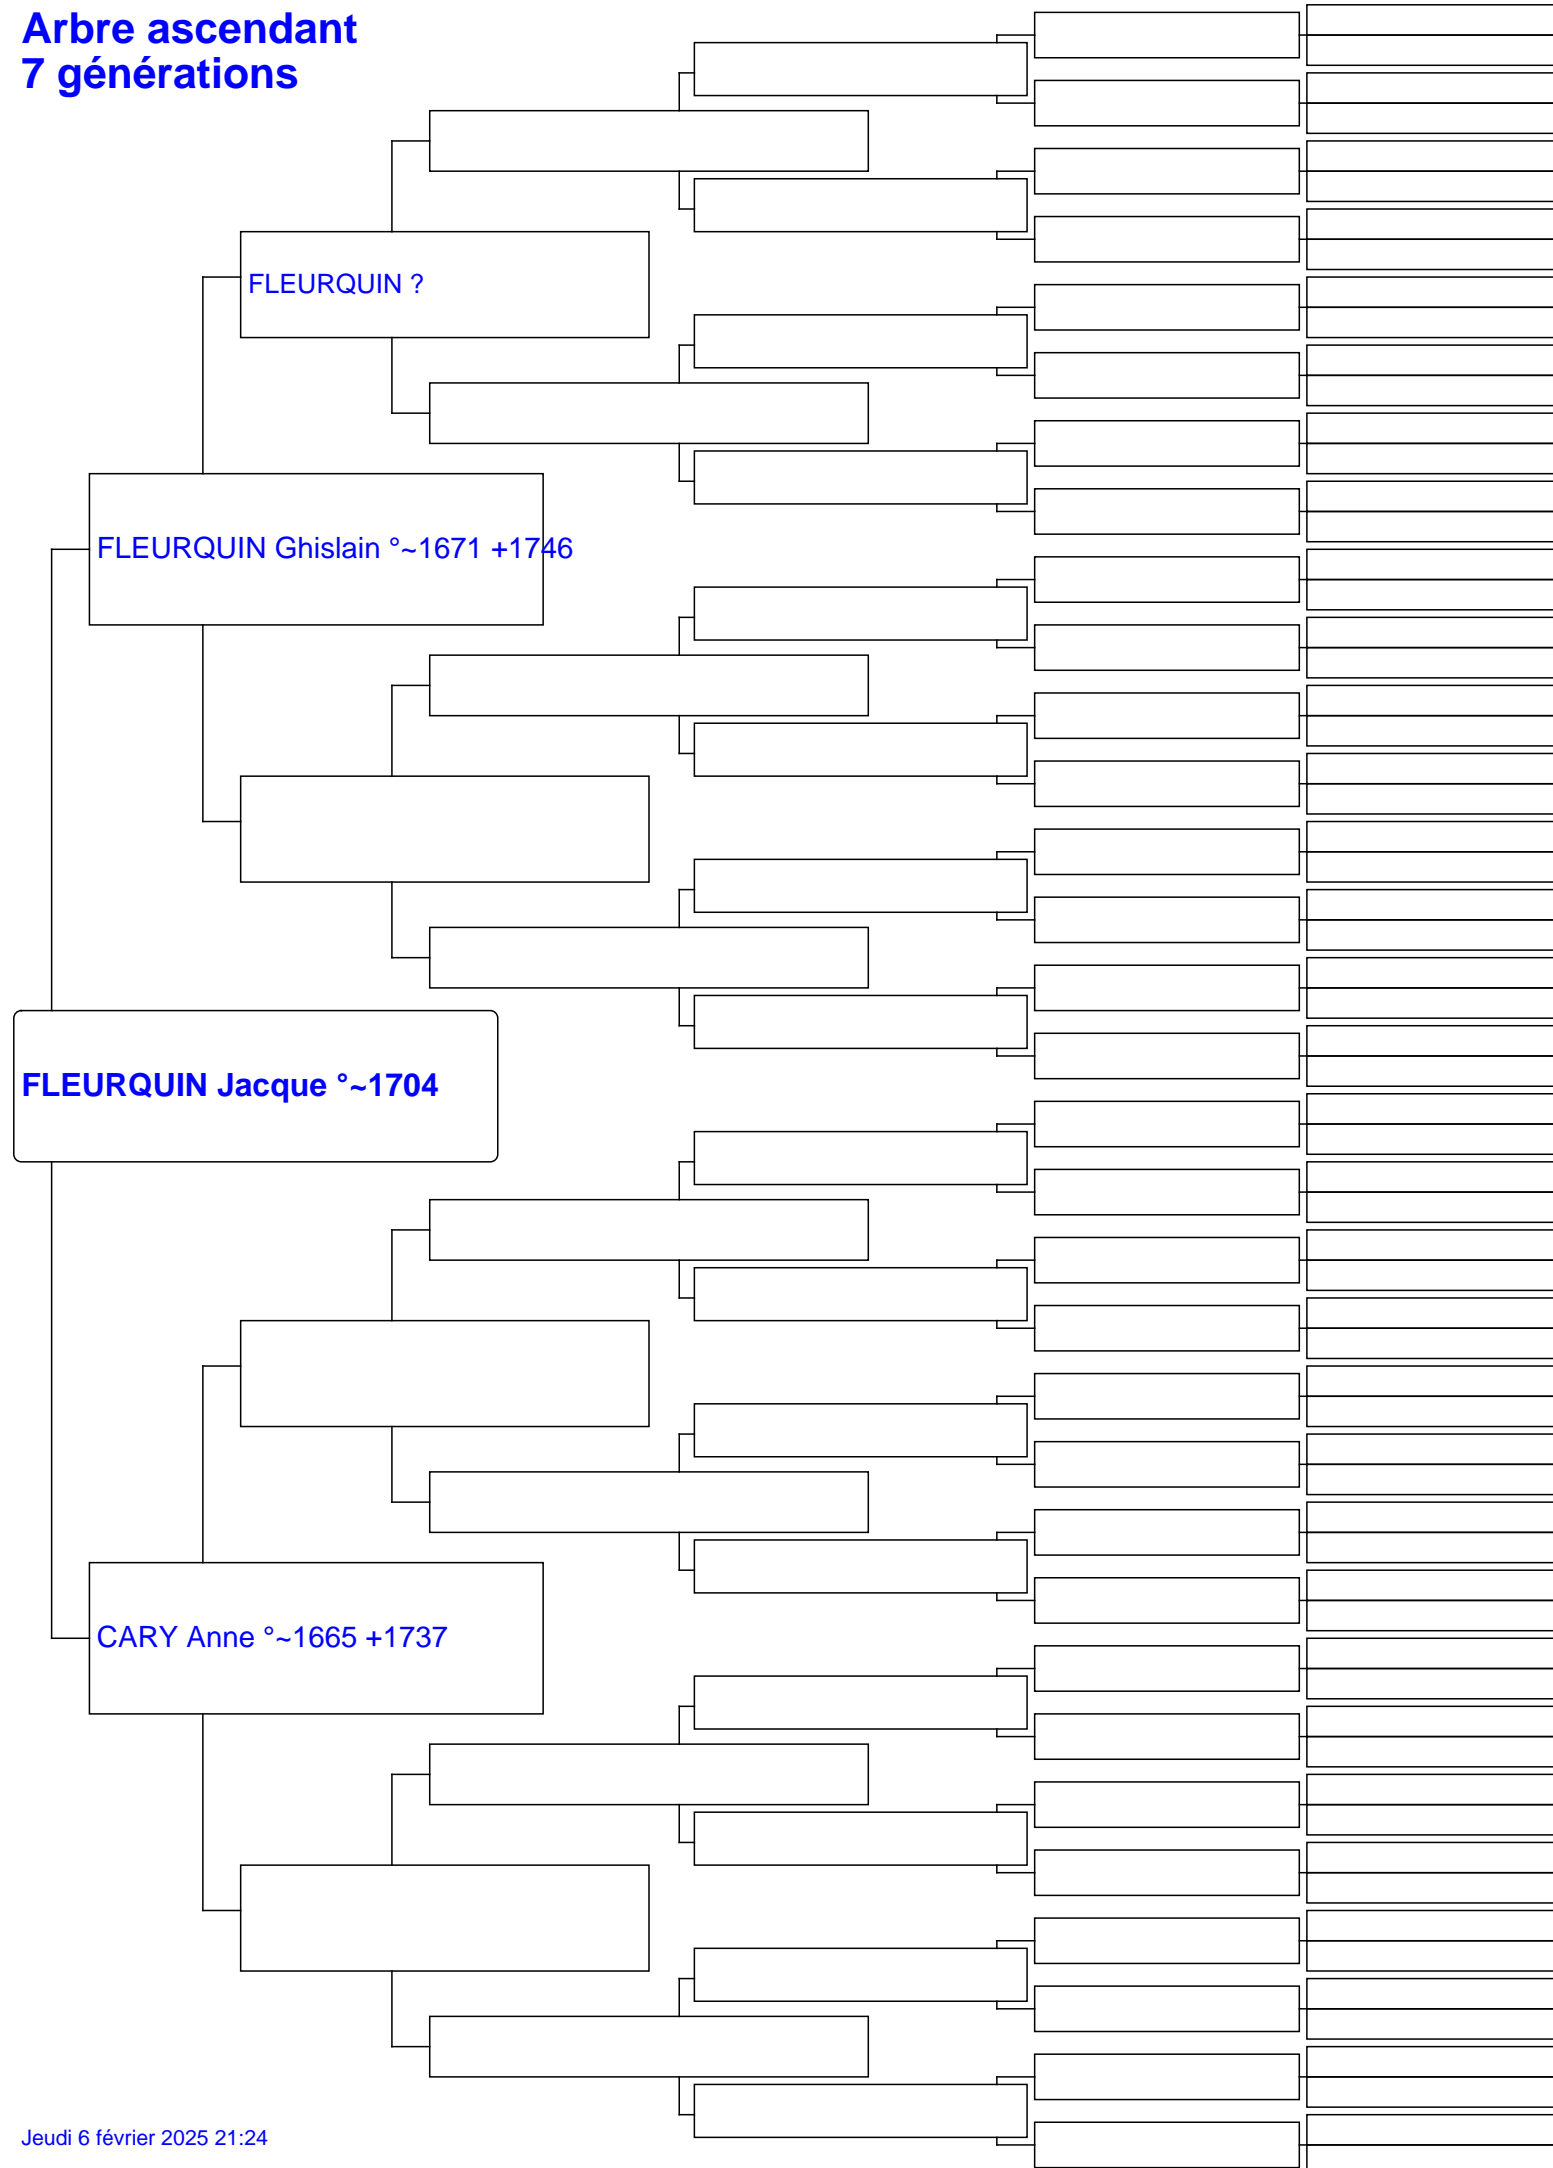 Arbre ascendant
7 générations
FLEURQUIN ?
FLEURQUIN Ghislain °~1671 +1746
FLEURQUIN Jacque °~1704
CARY Anne °~1665 +1737
Jeudi 6 février 2025 21:24